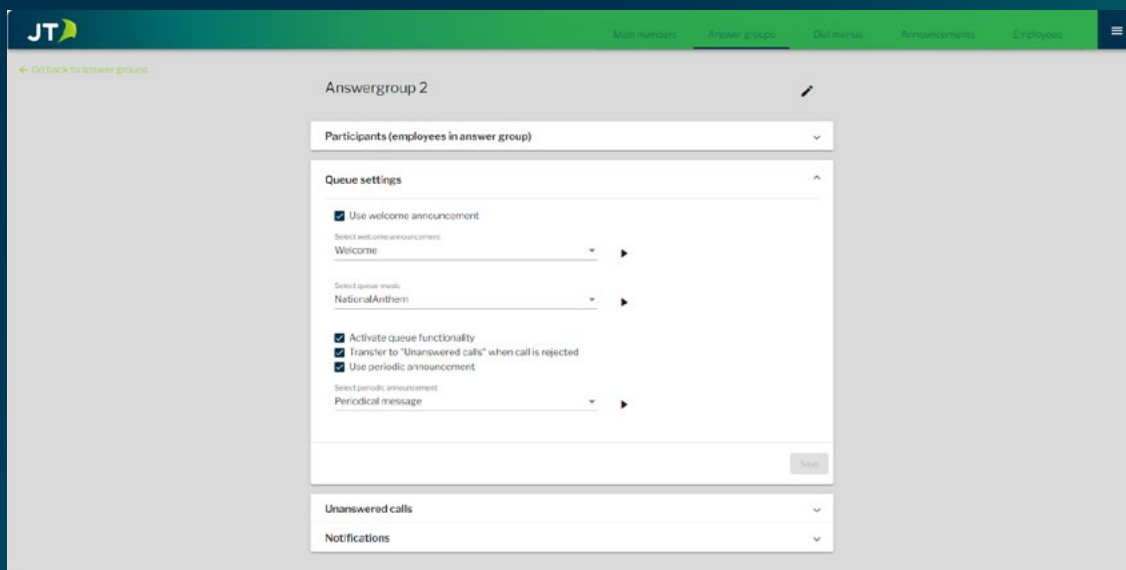 JT
Main numbers
Answer groups
Dial menus
Announcements
Employees
← Go back to answer groups
Answergroup 2
Participants (employees in answer group)
Queue settings
Use welcome announcement
Select welcome announcement
Welcome
Select queue music
NationalAnthem
Activate queue functionality
Transfer to "Unanswered calls" when call is rejected
Use periodic announcement
Select periodic announcement
Periodical message
Save
Unanswered calls
Notifications